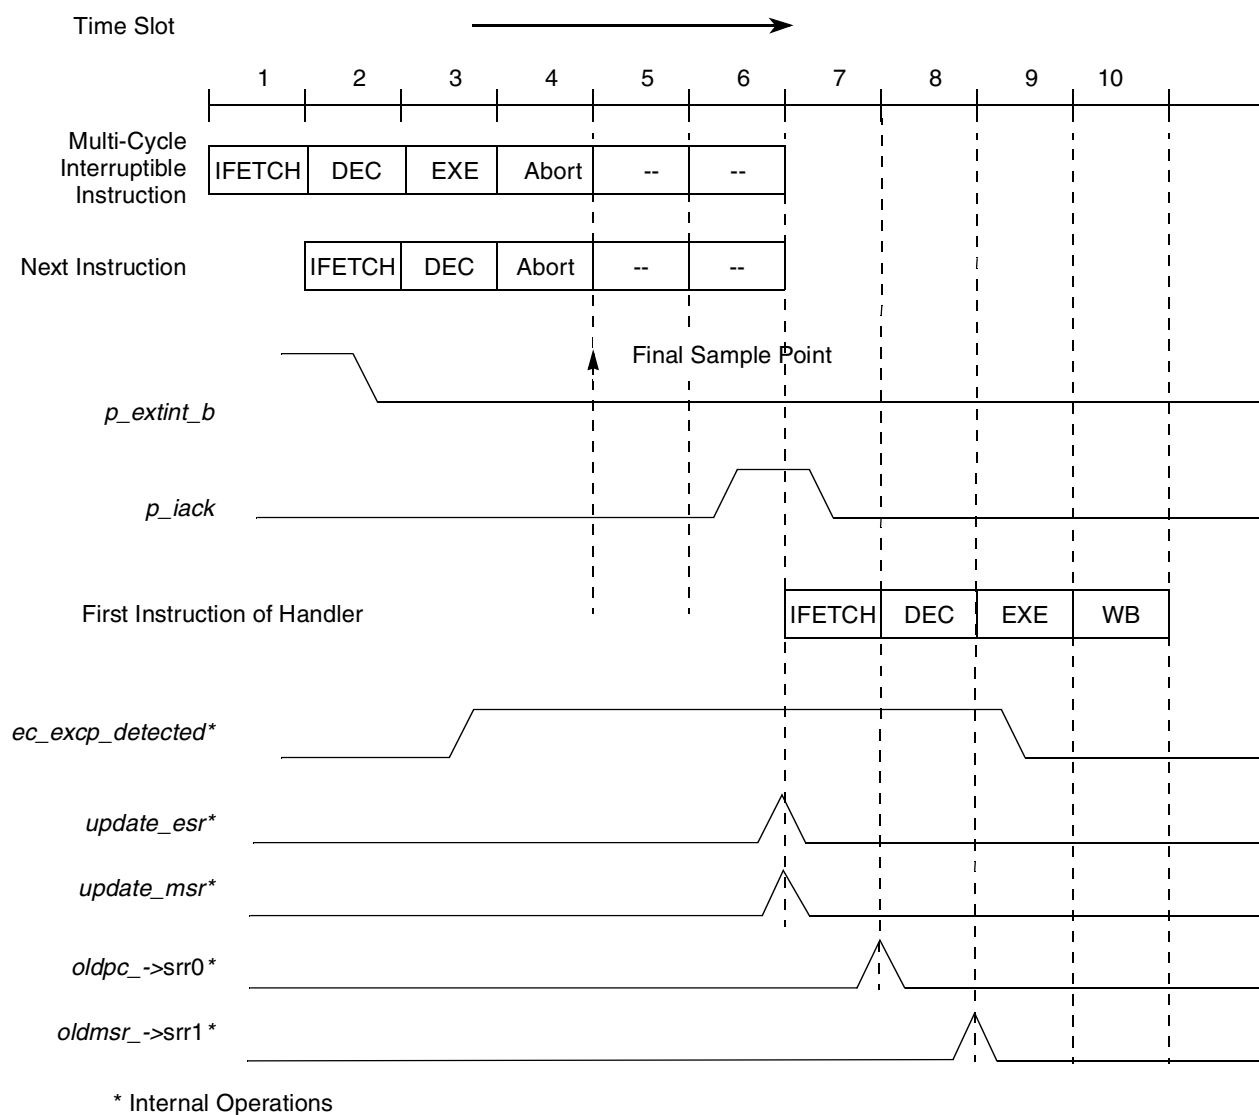 Time Slot
1 2 3 4 5 6 7 8 9 10
Multi-Cycle
Interruptible
Instruction
IFETCH DEC EXE Abort -- --
Next Instruction
IFETCH DEC Abort -- --
Final Sample Point
p_extint_b
p_iack
First Instruction of Handler
IFETCH DEC EXE WB
ec_excp_detected*
update_esr*
update_msr*
oldpc_->srr0*
oldmsr_->srr1*
* Internal Operations